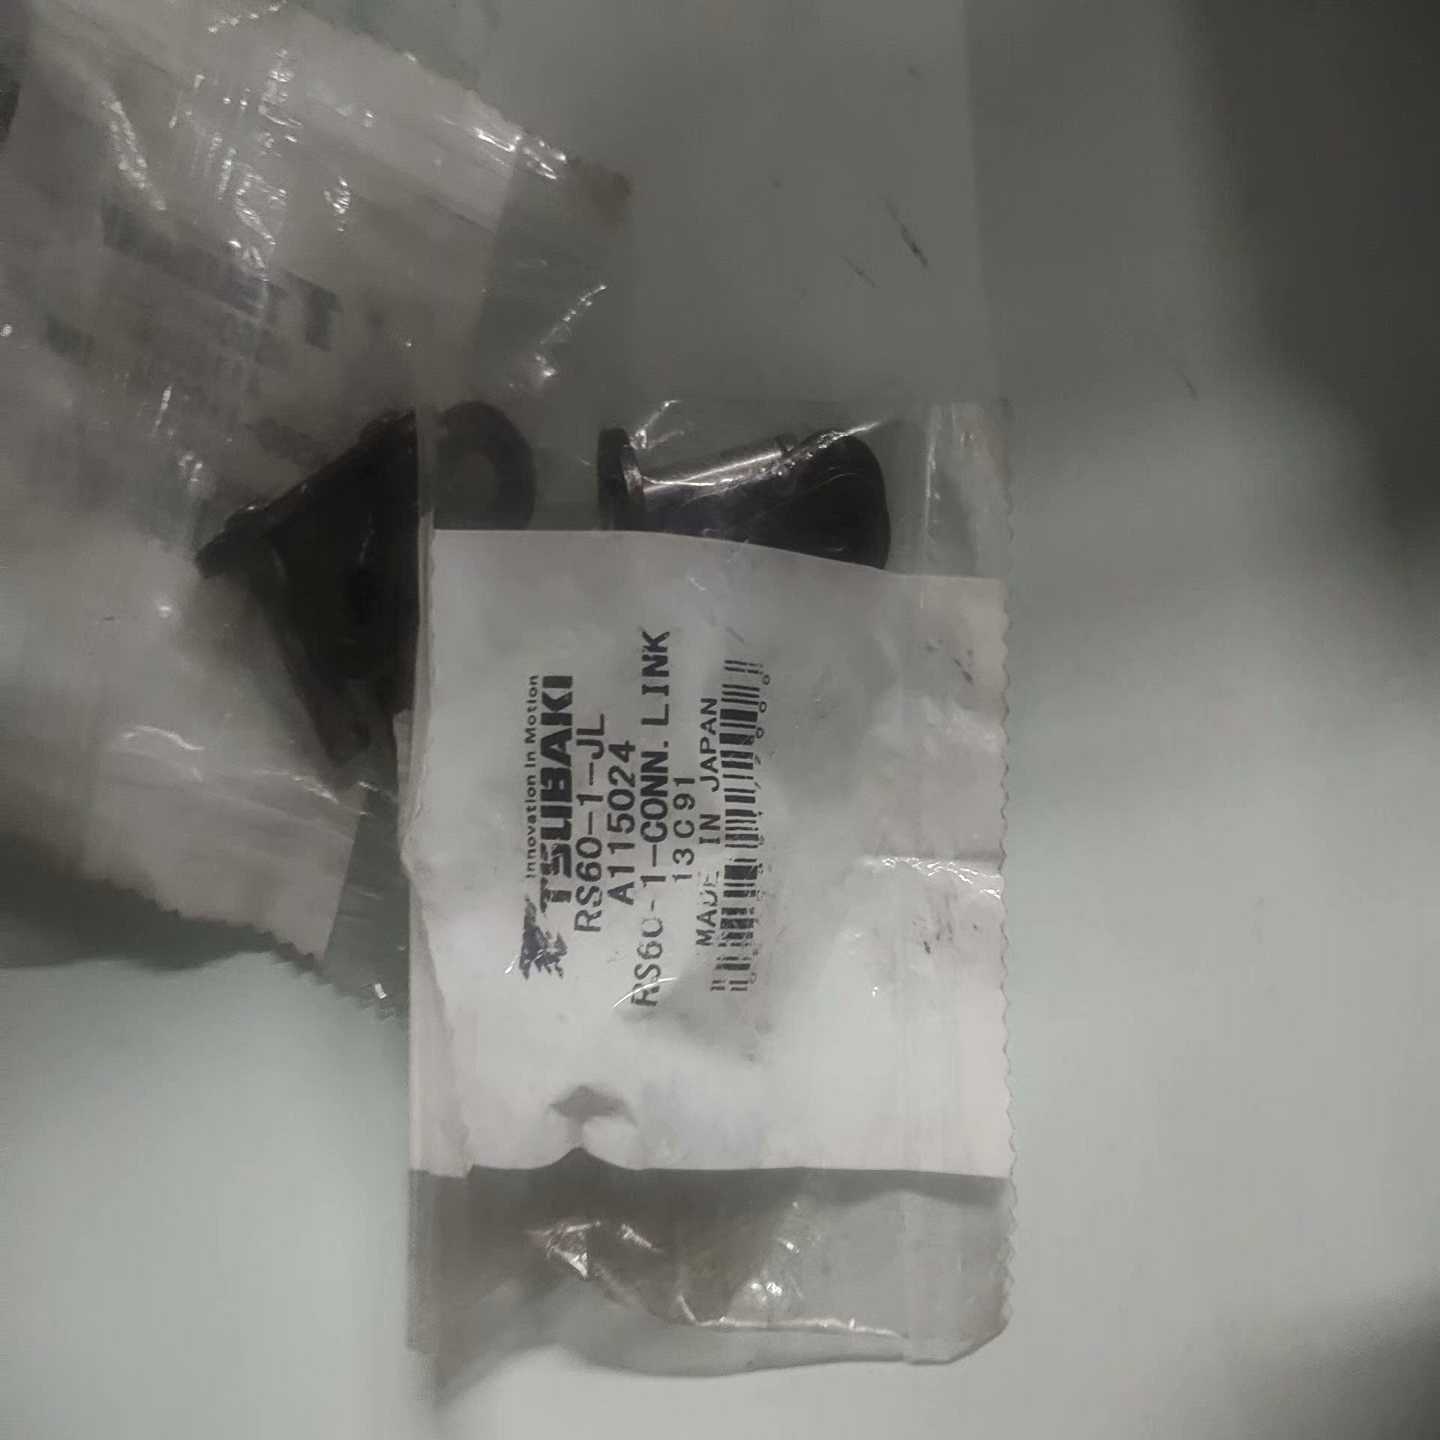 Innovation in Motion
TSUBAKI
RS60-1-JL
A115024
RS60-1-CONN. LINK
13C91
MADE IN JAPAN